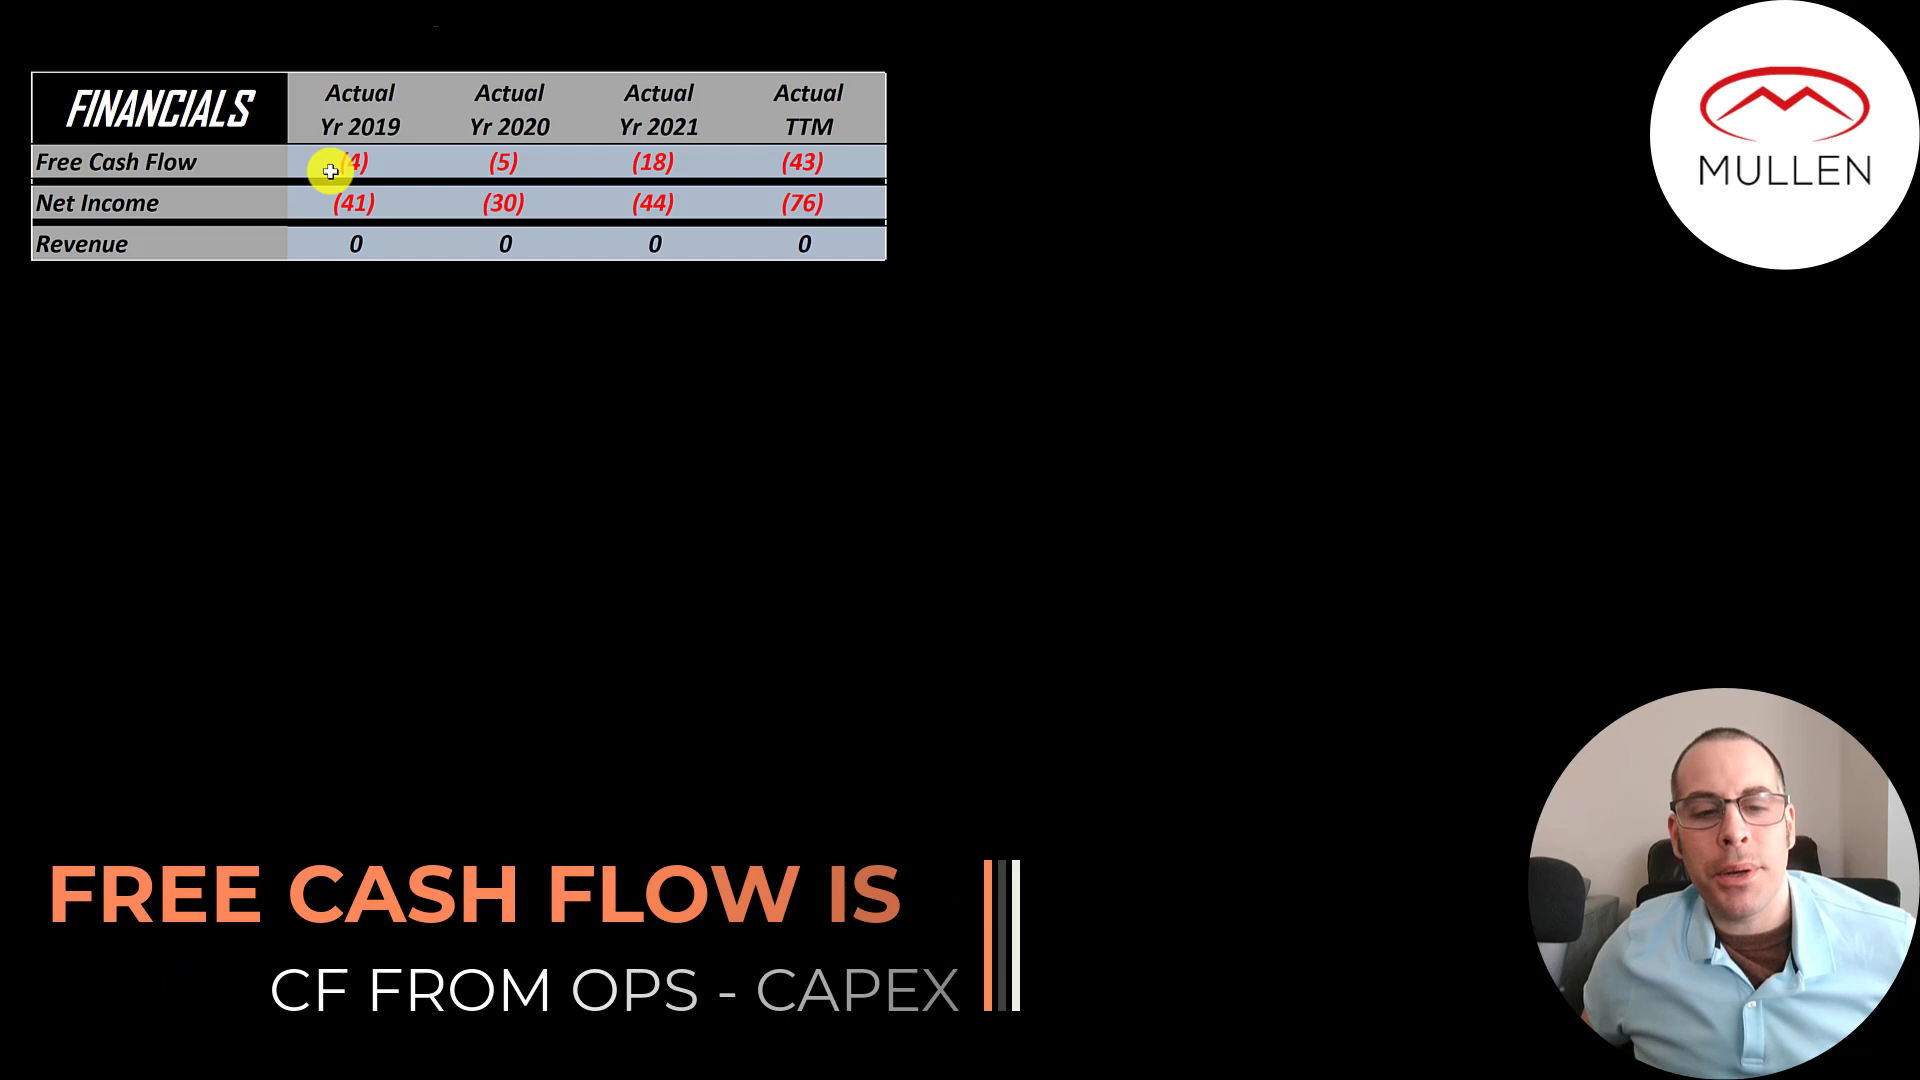 FINANCIALS
Actual Yr 2019
Actual Yr 2020
Actual Yr 2021
Actual TTM
Free Cash Flow (4) (5) (18) (43)
Net Income (41) (30) (44) (76)
Revenue 0 0 0 0
MULLEN
FREE CASH FLOW IS
CF FROM OPS - CAPEX